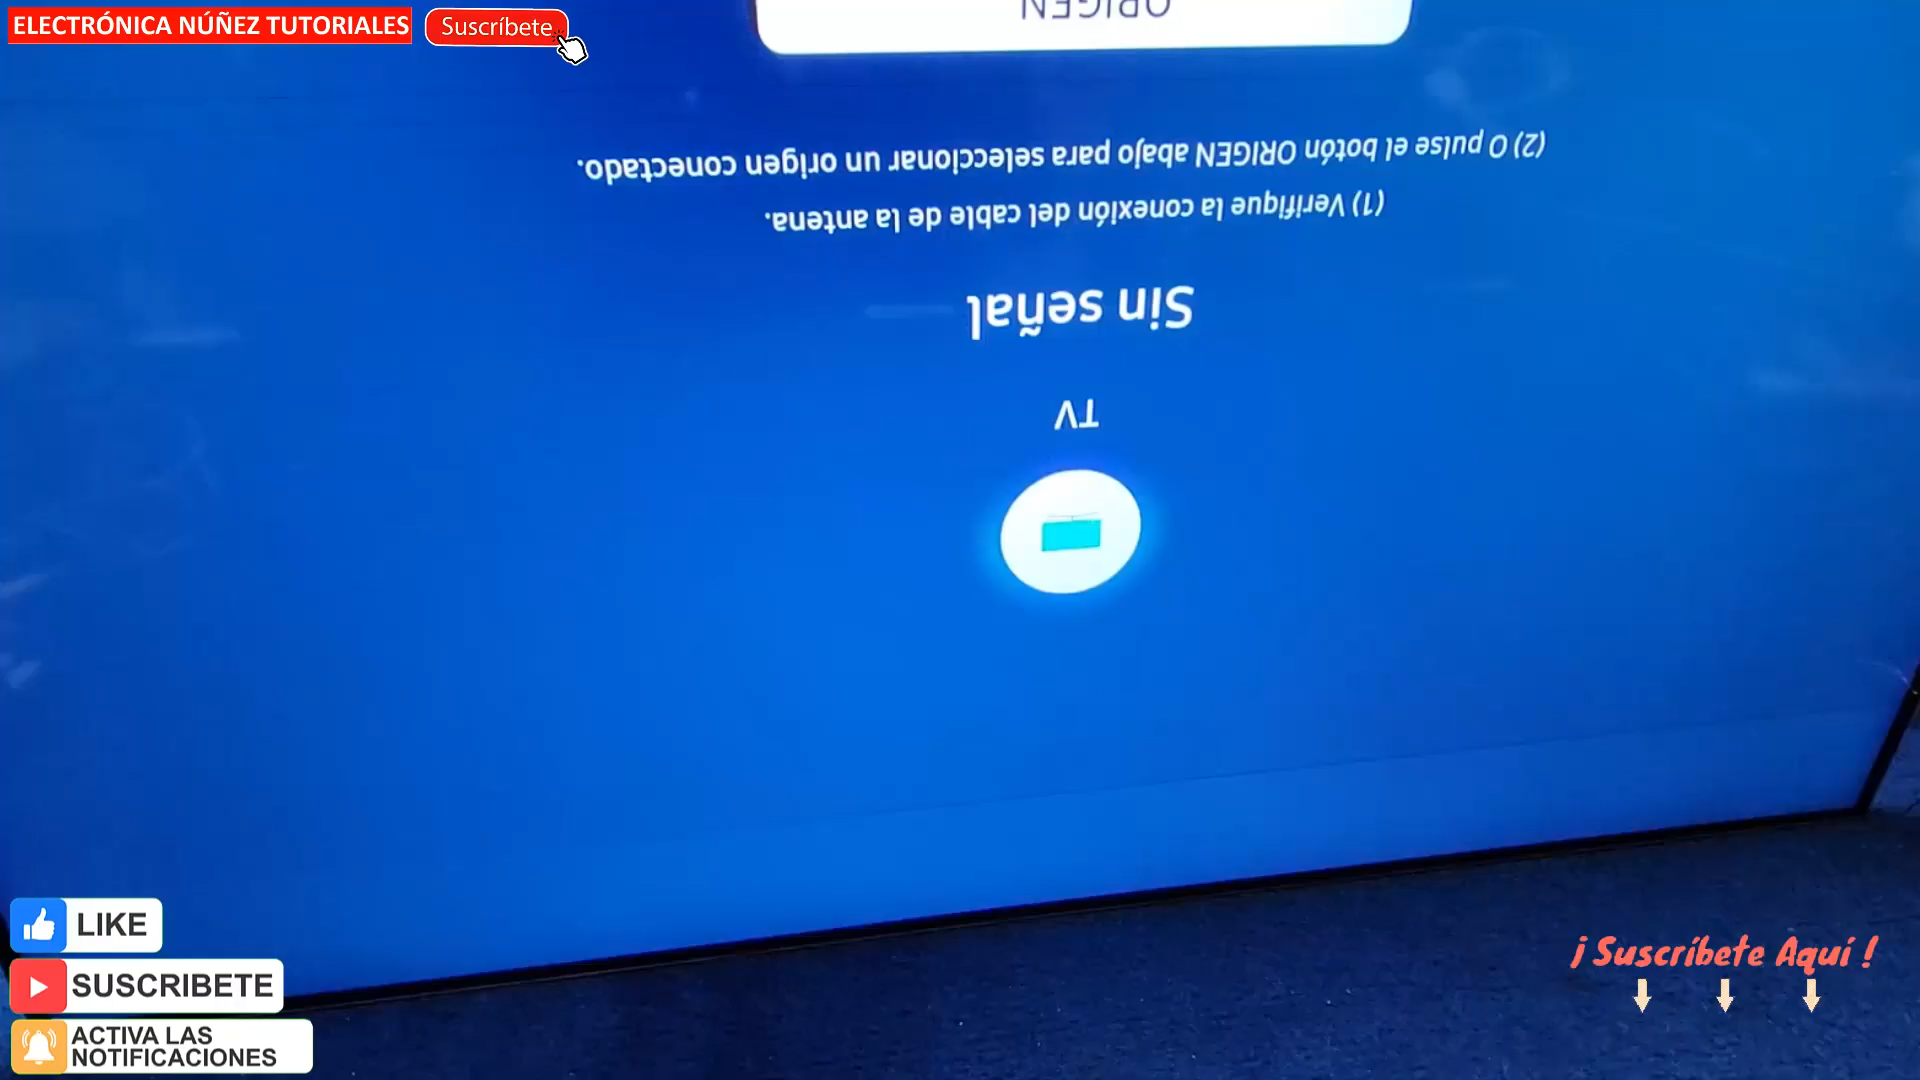 ELECTRÓNICA NÚÑEZ TUTORIALES
Suscríbete
TV
Sin señal
(1) Verifique la conexión del cable de la antena.
(2) O pulse el botón ORIGEN abajo para seleccionar un origen conectado.
ORIGEN
LIKE
SUSCRIBETE
ACTIVA LAS
NOTIFICACIONES
¡ Suscríbete Aquí !